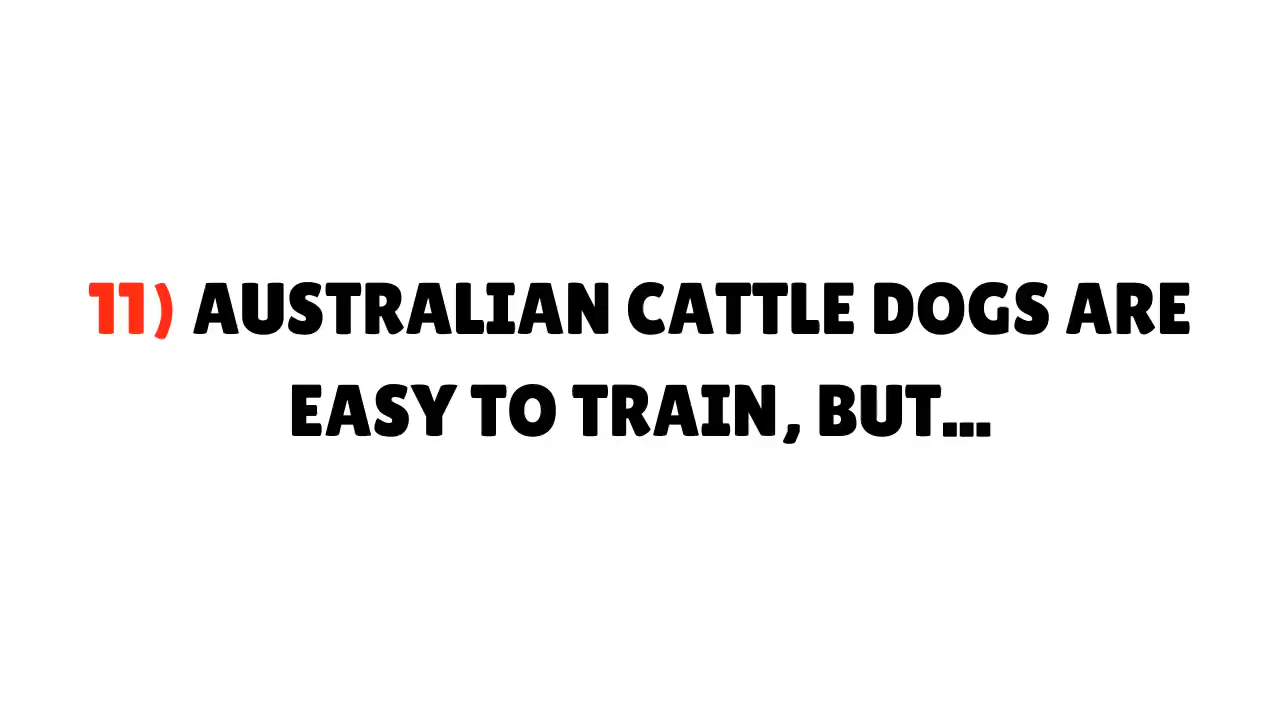 11) AUSTRALIAN CATTLE DOGS ARE
EASY TO TRAIN, BUT...